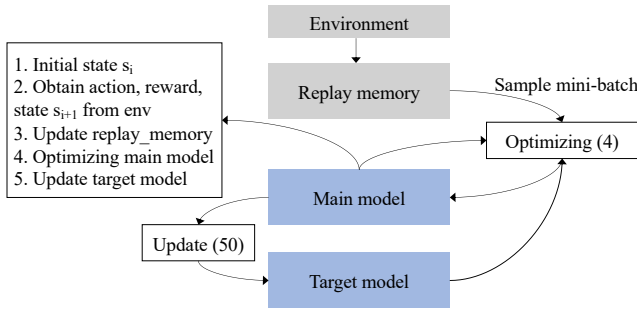 Environment
1. Initial state sᵢ
2. Obtain action, reward,
state sᵢ₊₁ from env
3. Update replay_memory
4. Optimizing main model
5. Update target model
Replay memory
Sample mini-batch
Optimizing (4)
Main model
Update (50)
Target model